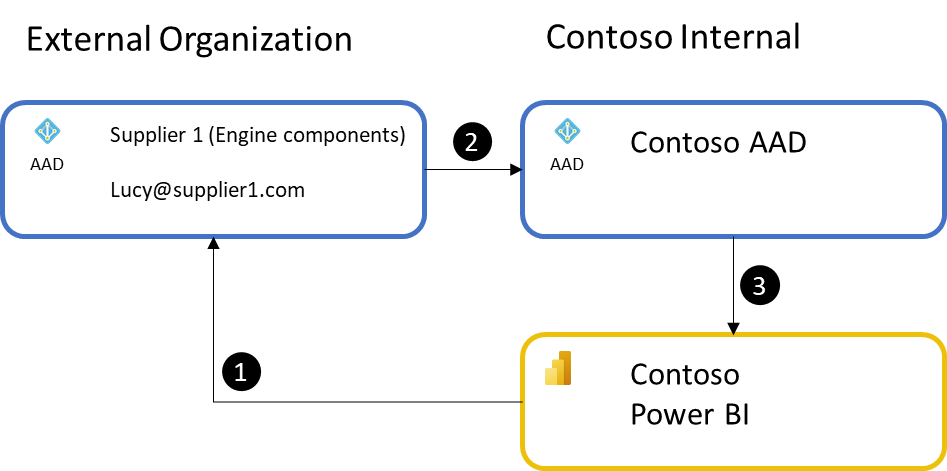 External Organization
Contoso Internal
AAD
Supplier 1 (Engine components)
Lucy@supplier1.com
2
AAD
Contoso AAD
3
1
Contoso
Power BI